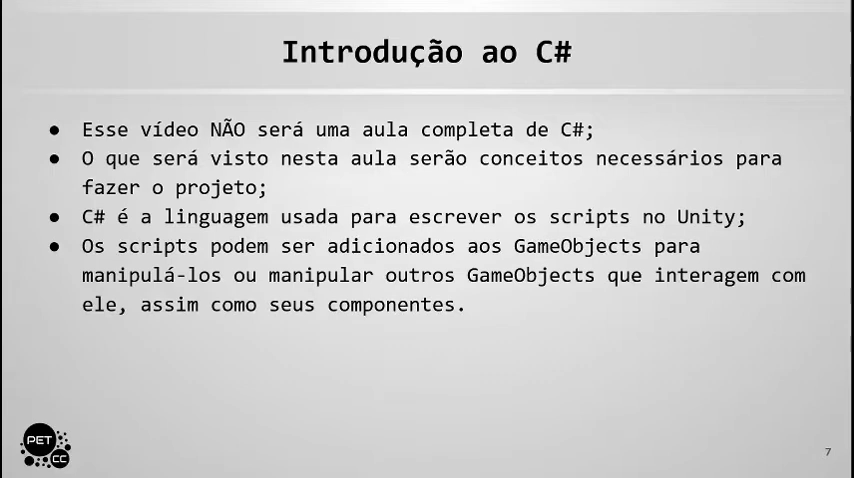 Introdução ao C#
● Esse vídeo NÃO será uma aula completa de C#;
● O que será visto nesta aula serão conceitos necessários para
fazer o projeto;
● C# é a linguagem usada para escrever os scripts no Unity;
● Os scripts podem ser adicionados aos GameObjects para
manipulá-los ou manipular outros GameObjects que interagem com
ele, assim como seus componentes.
PET
CC
7